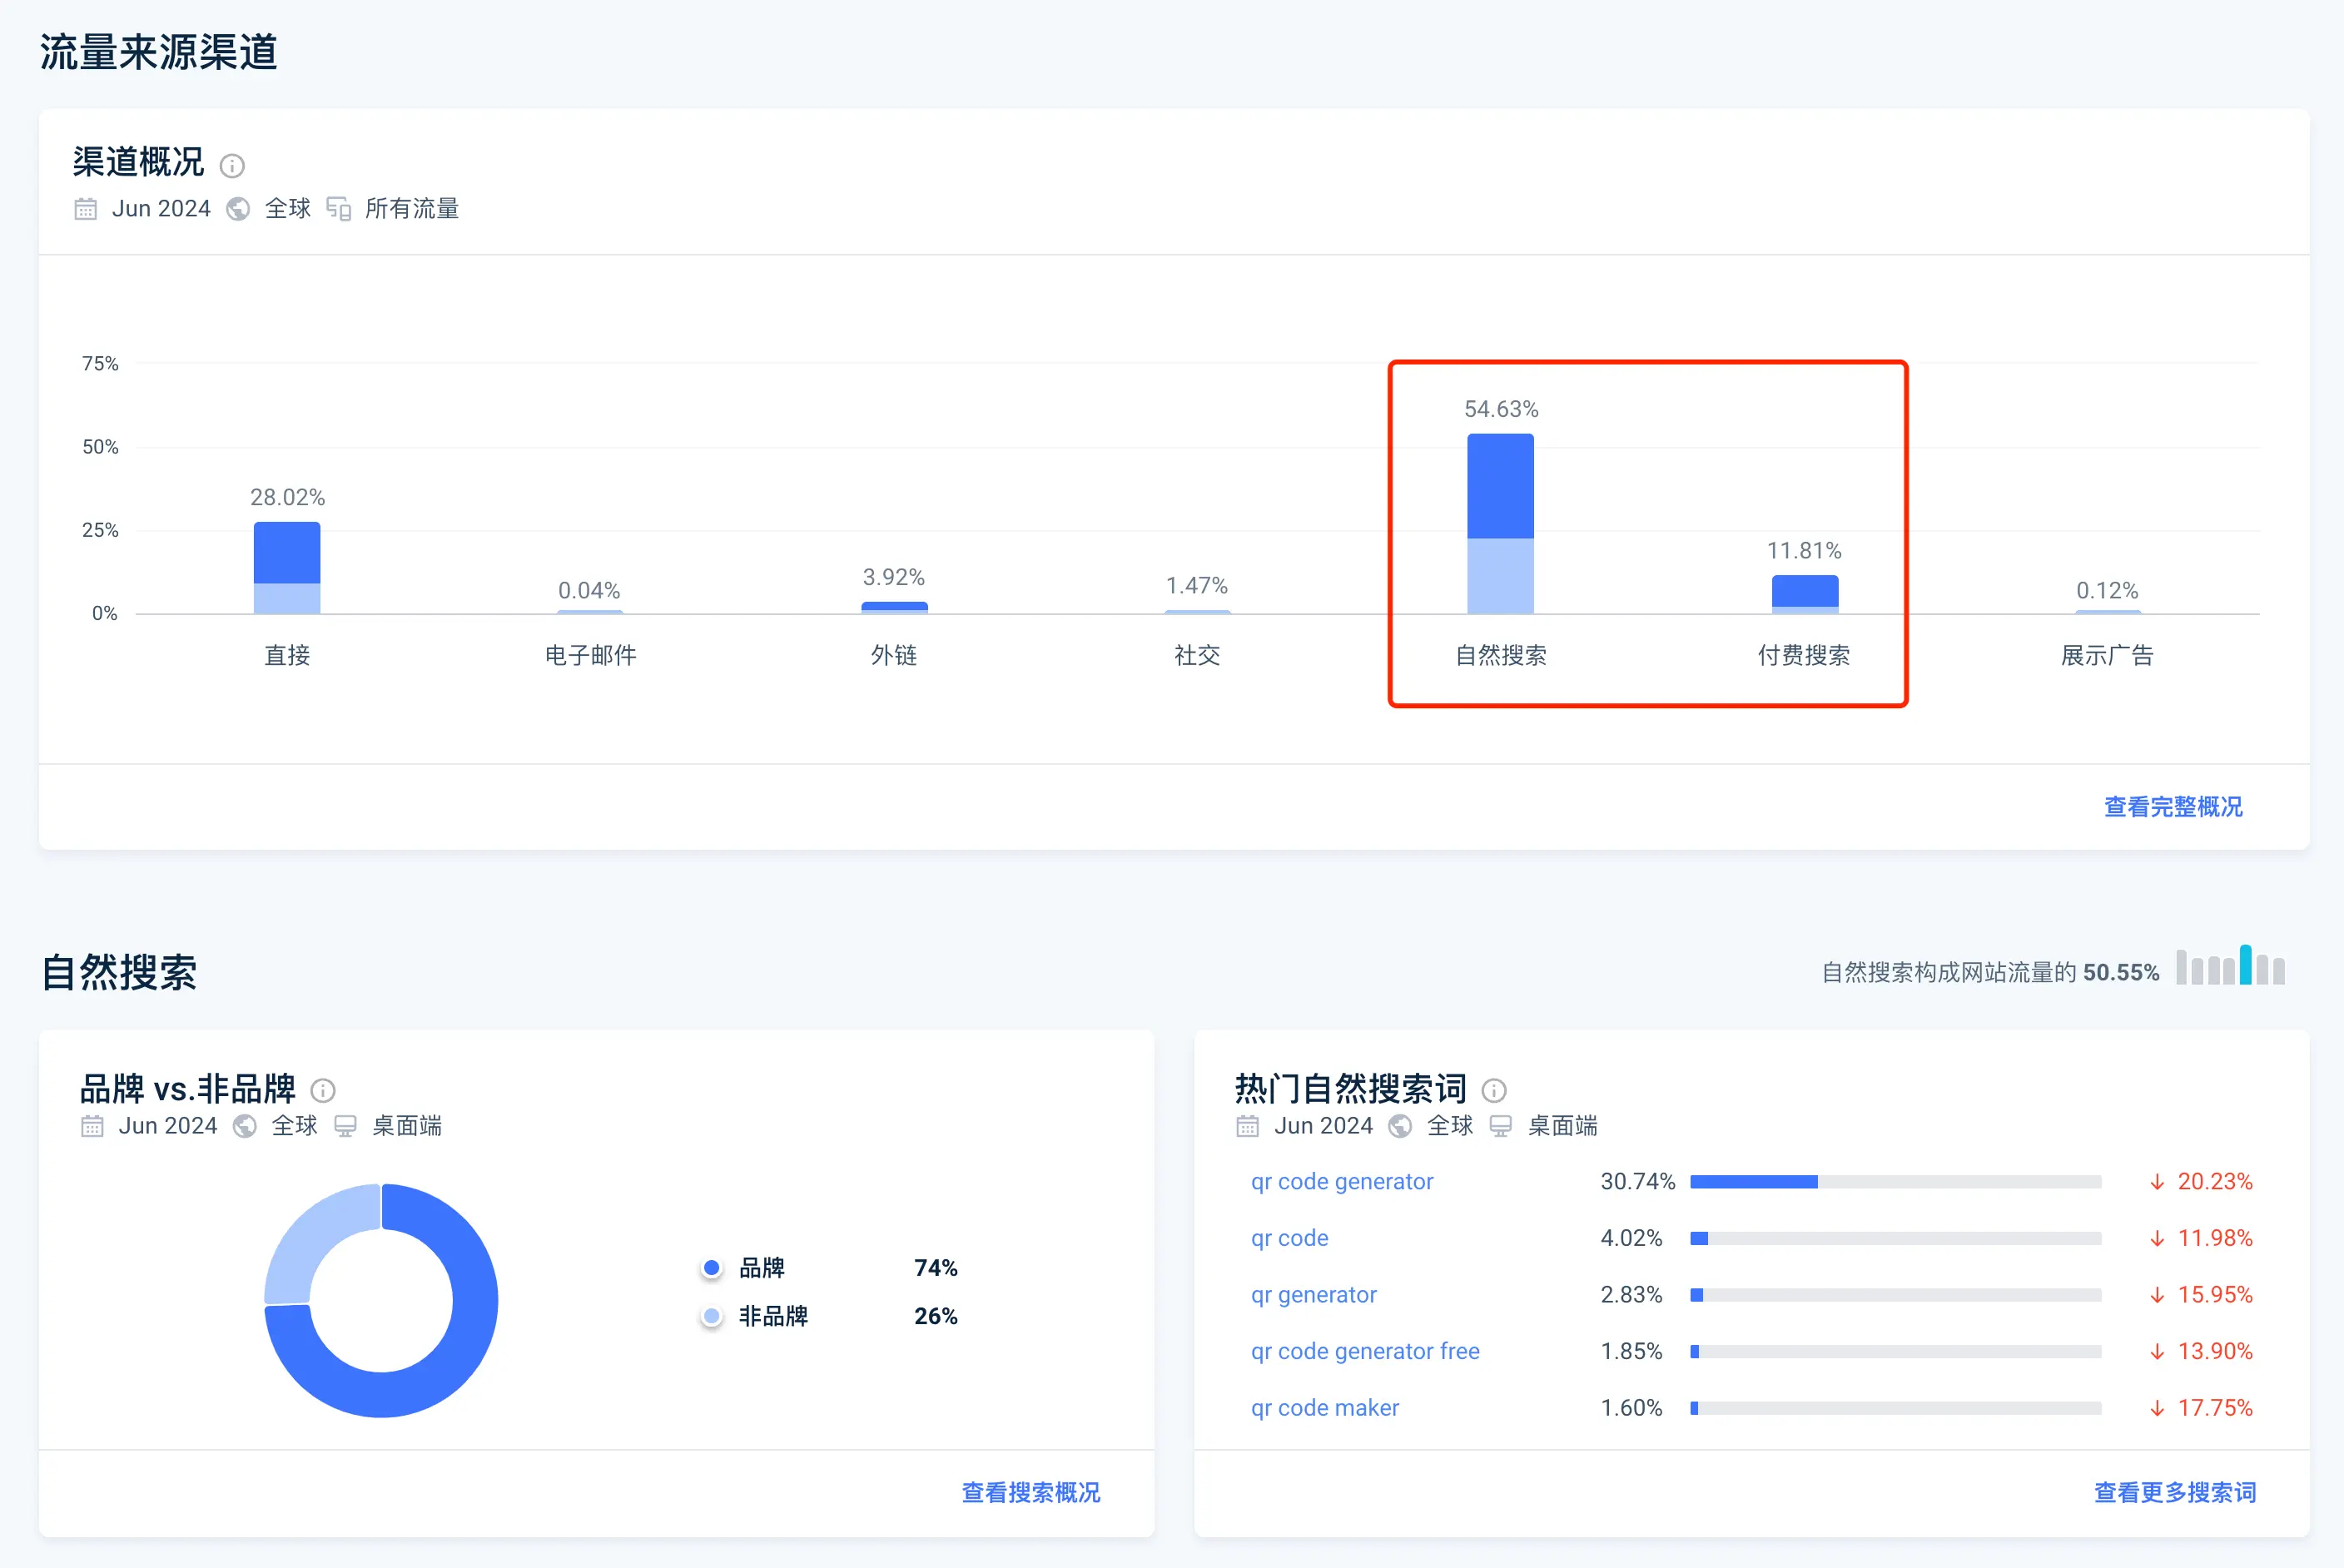 流量来源渠道
渠道概况
Jun 2024 全球 所有流量
75%
50%
25%
0%
28.02%
0.04%
3.92%
1.47%
54.63%
11.81%
0.12%
直接 电子邮件 外链 社交 自然搜索 付费搜索 展示广告
查看完整概况
自然搜索
自然搜索构成网站流量的 50.55%
品牌 vs.非品牌
Jun 2024 全球 桌面端
品牌 74%
非品牌 26%
查看搜索概况
热门自然搜索词
Jun 2024 全球 桌面端
qr code generator 30.74% ↓ 20.23%
qr code 4.02% ↓ 11.98%
qr generator 2.83% ↓ 15.95%
qr code generator free 1.85% ↓ 13.90%
qr code maker 1.60% ↓ 17.75%
查看更多搜索词